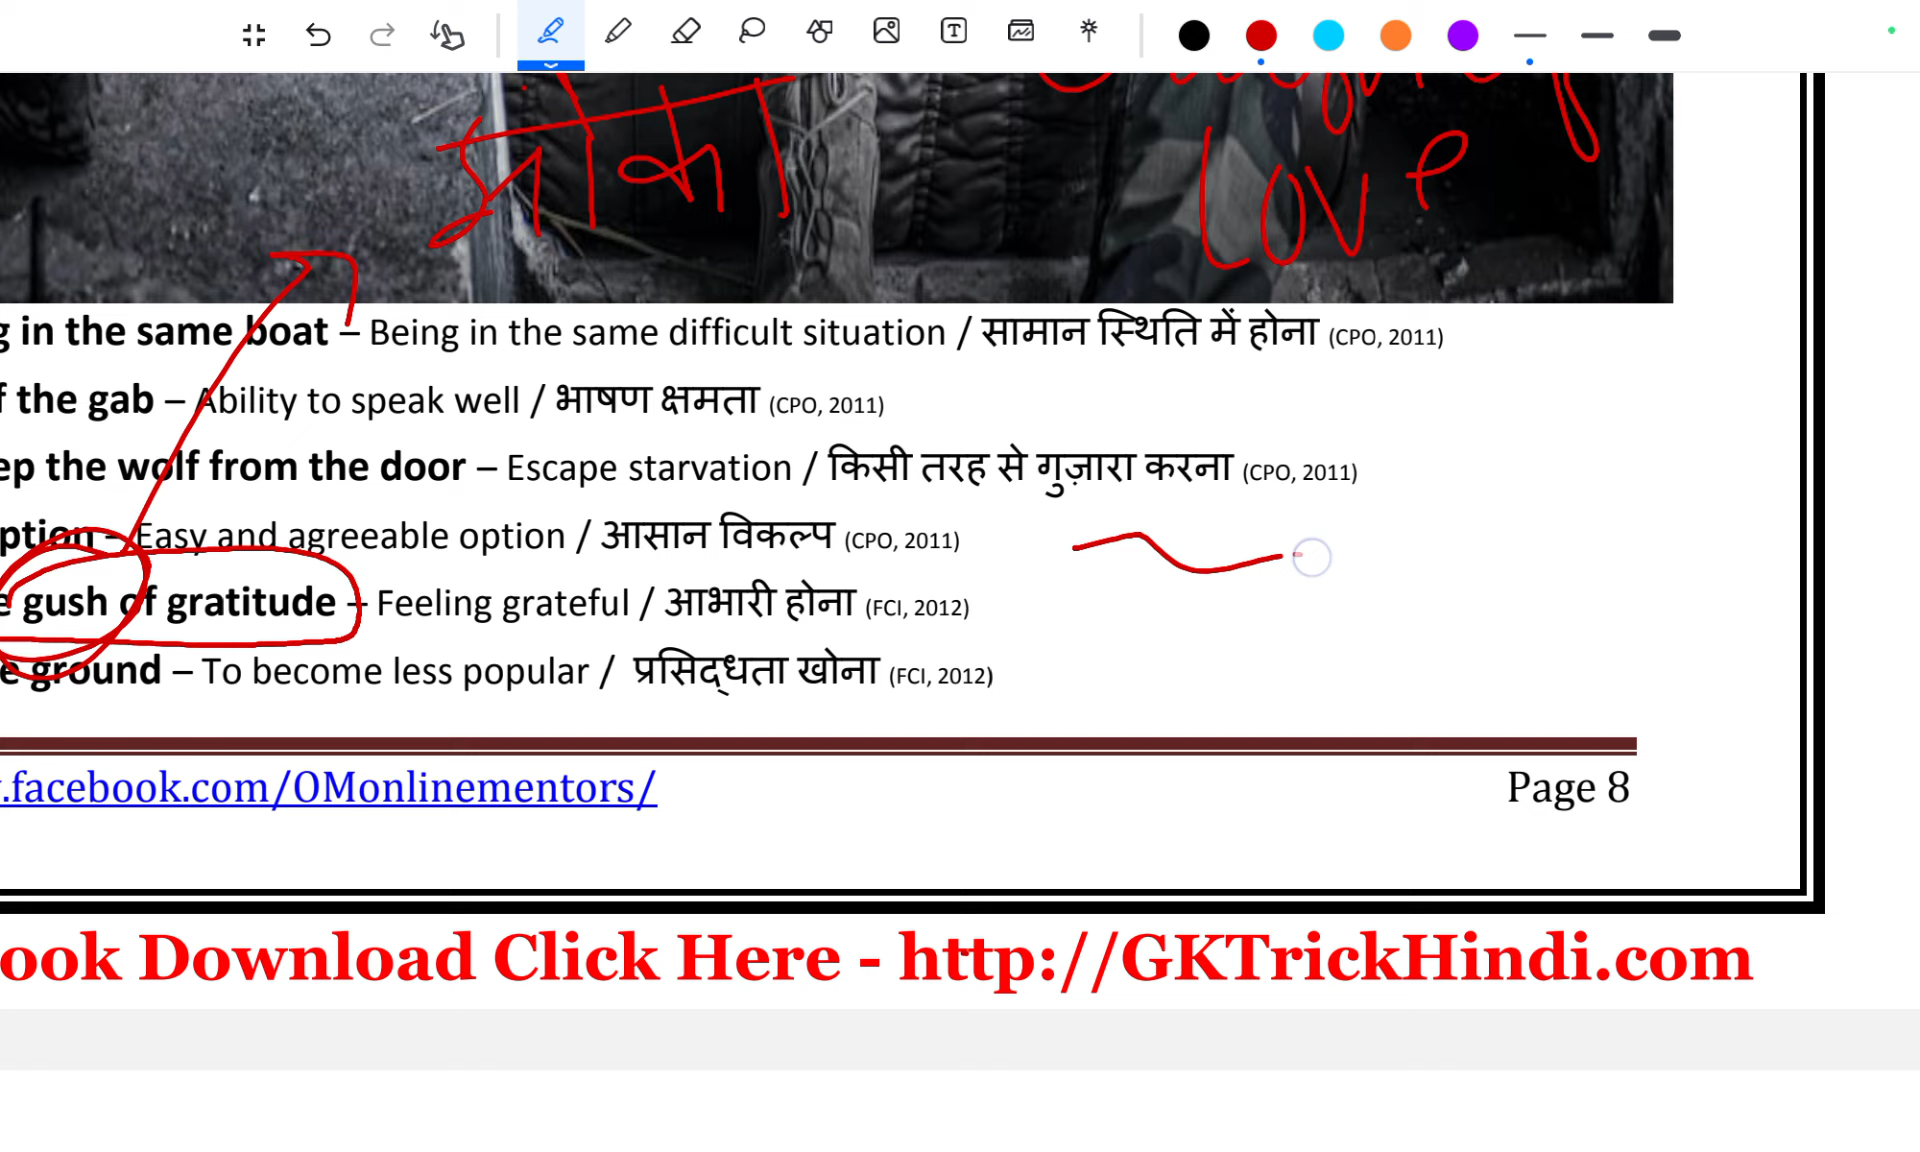 झोंका
love
in the same boat – Being in the same difficult situation / सामान स्थिति में होना (CPO, 2011)
the gab – Ability to speak well / भाषण क्षमता (CPO, 2011)
ep the wolf from the door – Escape starvation / किसी तरह से गुज़ारा करना (CPO, 2011)
ption – Easy and agreeable option / आसान विकल्प (CPO, 2011)
e gush of gratitude – Feeling grateful / आभारी होना (FCI, 2012)
e ground – To become less popular / प्रसिद्धता खोना (FCI, 2012)
.facebook.com/OMonlinementors/ Page 8
ook Download Click Here - http://GKTrickHindi.com